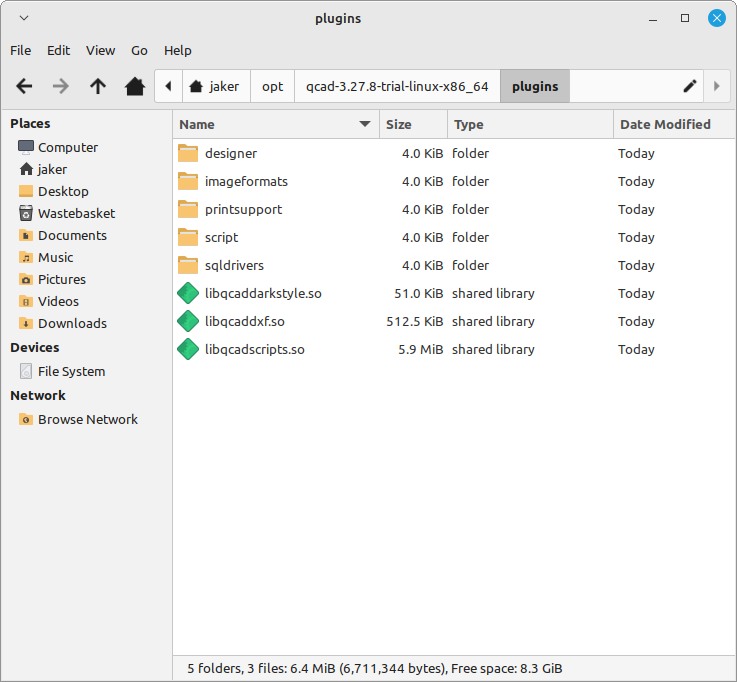 plugins
File Edit View Go Help
jaker opt qcad-3.27.8-trial-linux-x86_64 plugins
Places
Computer
jaker
Desktop
Wastebasket
Documents
Music
Pictures
Videos
Downloads
Devices
File System
Network
Browse Network
Name Size Type Date Modified
designer 4.0 KiB folder Today
imageformats 4.0 KiB folder Today
printsupport 4.0 KiB folder Today
script 4.0 KiB folder Today
sqldrivers 4.0 KiB folder Today
libqcaddarkstyle.so 51.0 KiB shared library Today
libqcaddxf.so 512.5 KiB shared library Today
libqcadscripts.so 5.9 MiB shared library Today
5 folders, 3 files: 6.4 MiB (6,711,344 bytes), Free space: 8.3 GiB